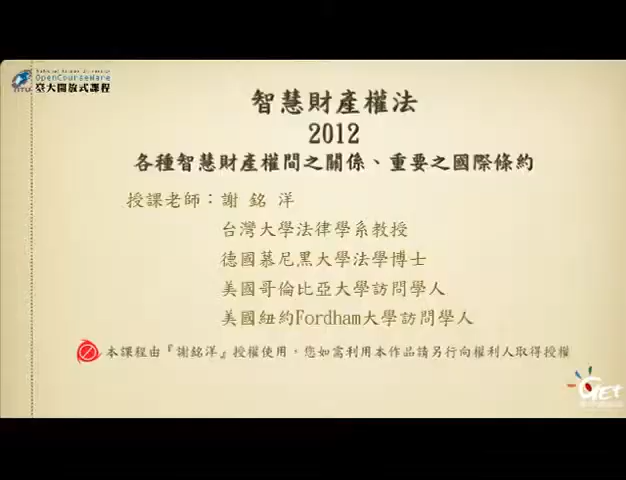 OpenCourseWare
NTU 臺大開放式課程
智慧財產權法
2012
各種智慧財產權間之關係、重要之國際條約
授課老師：謝 銘 洋
台灣大學法律學系教授
德國慕尼黑大學法學博士
美國哥倫比亞大學訪問學人
美國紐約Fordham大學訪問學人
本課程由『謝銘洋』授權使用，您如需利用本作品請另行向權利人取得授權